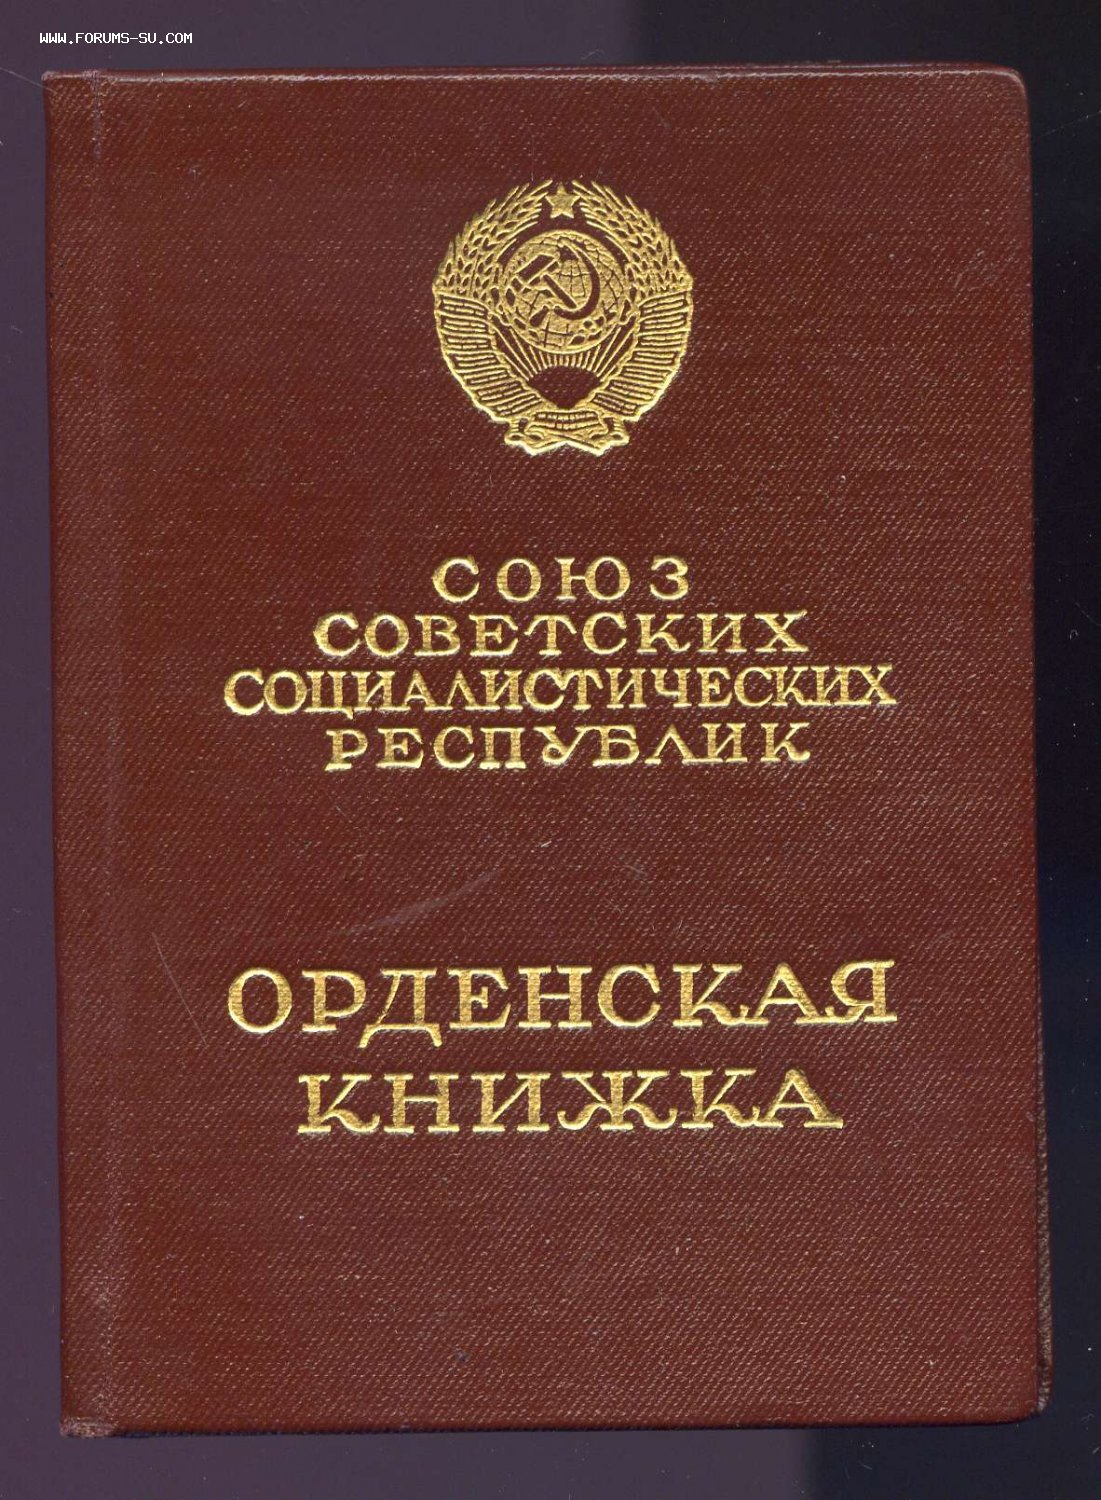 WWW.FORUMS-SU.COM
СОЮЗ
СОВЕТСКИХ
СОЦИАЛИСТИЧЕСКИХ
РЕСПУБЛИК
ОРДЕНСКАЯ
КНИЖКА